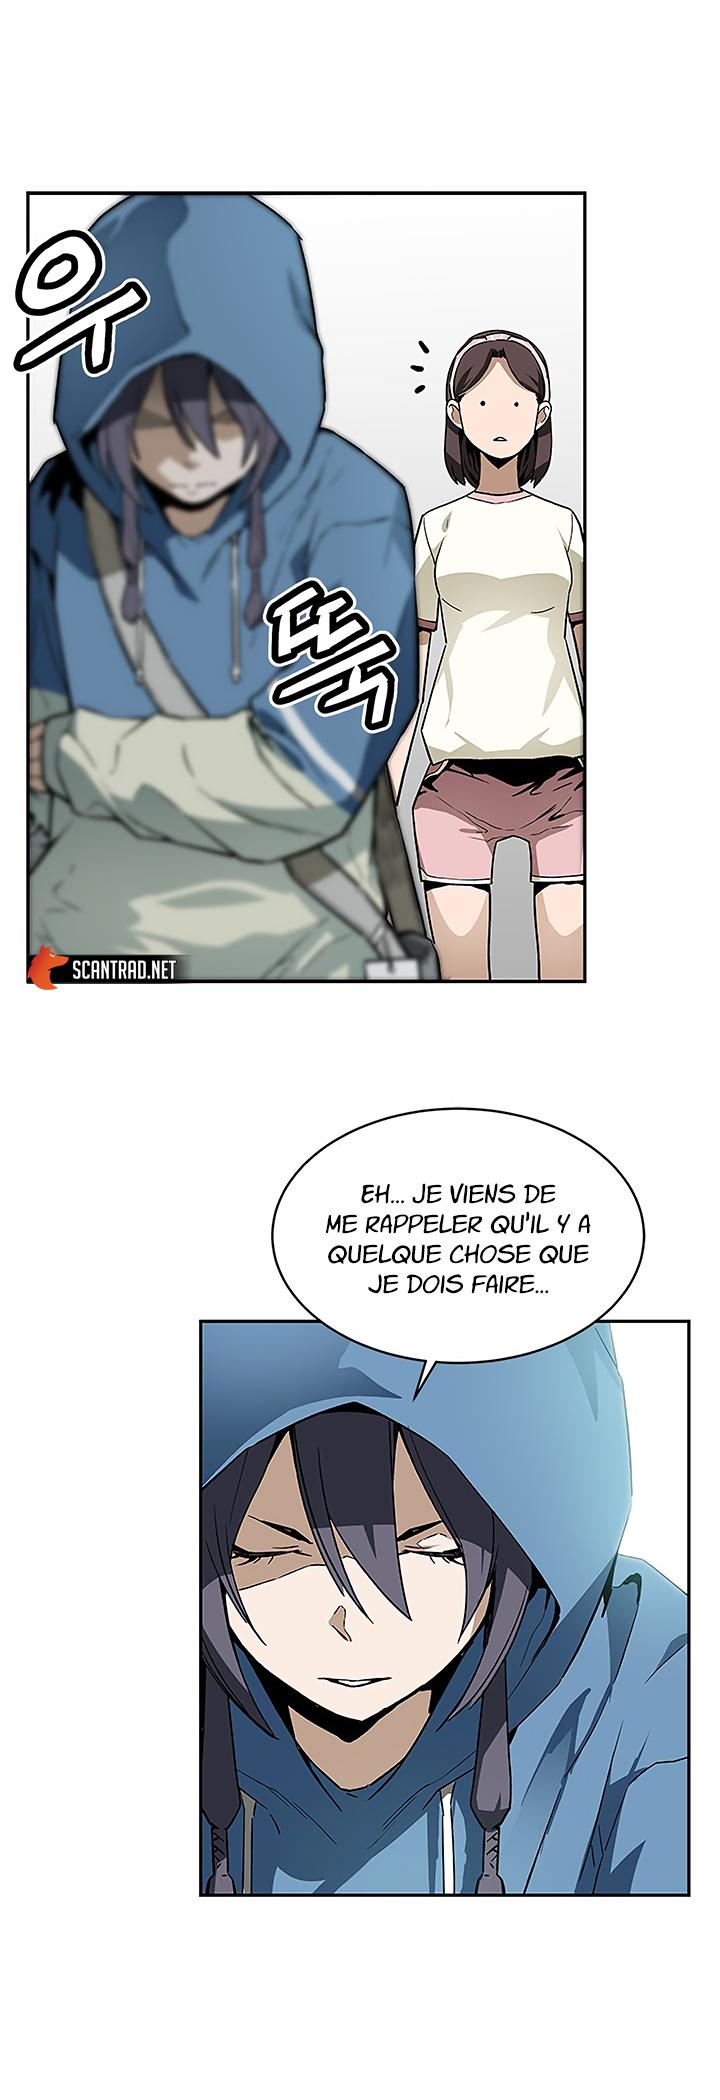 우
뚝
SCANTRAD.NET
EH... JE VIENS DE
ME RAPPELER QU'IL Y A
QUELQUE CHOSE QUE
JE DOIS FAIRE...